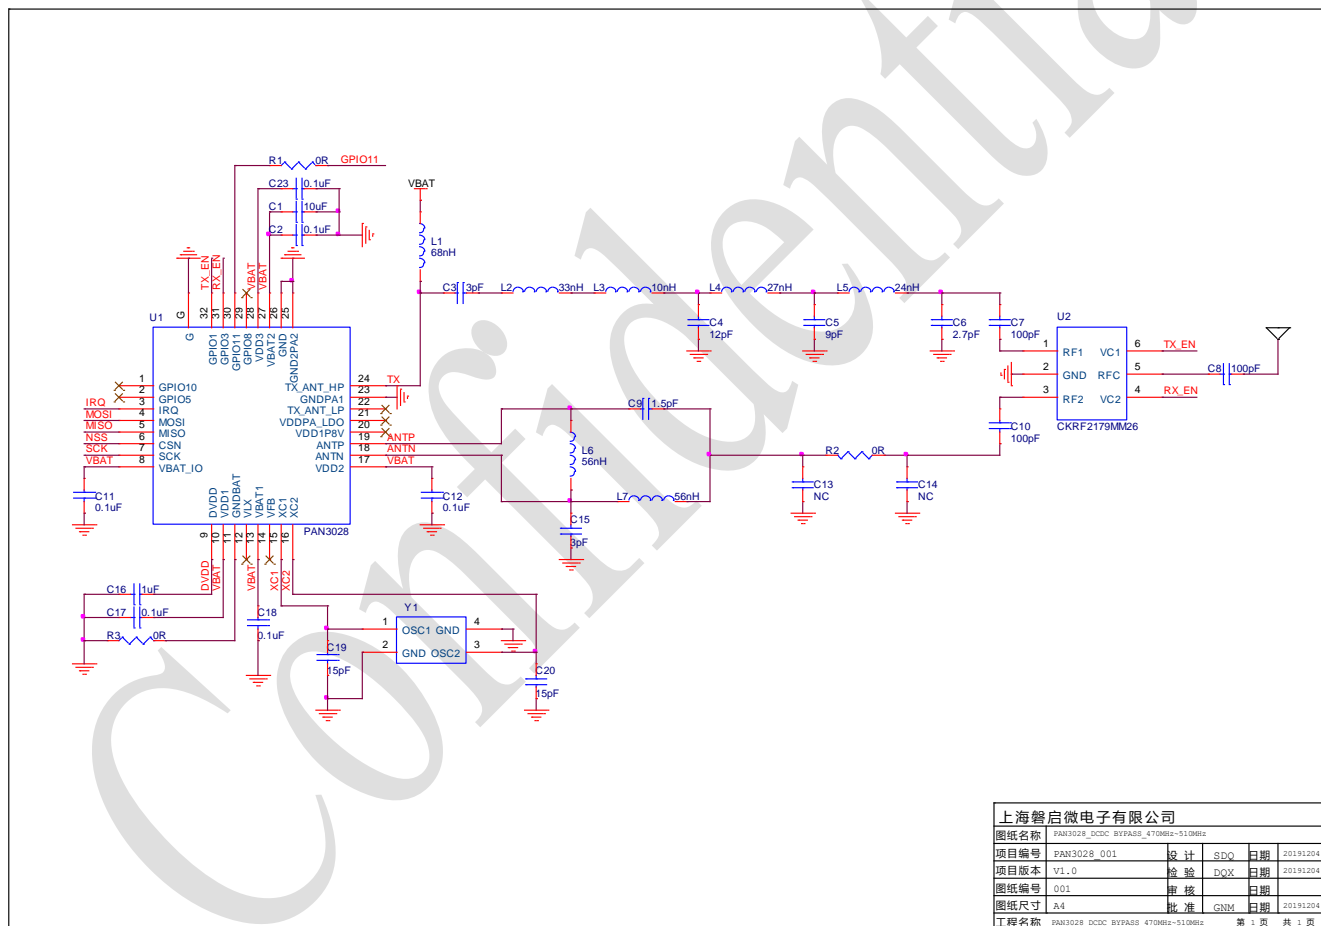 Confidential
R1 0R GPIO11
C23 0.1uF
C1 10uF
C2 0.1uF
VBAT
L1
68nH
C3 3pF L2 33nH L3 10nH L4 27nH L5 24nH
C4
12pF
C5
9pF
C6
2.7pF
C7
100pF
TX_EN
RX_EN
VBAT
VBAT
U1
G 32 31 30 29 28 27 26 25
G
GPIO1
GPIO3
GPIO11
GPIO8
VDD3
VBAT2
GND
GND2PA2
1 GPIO10
2 GPIO5
IRQ 3 IRQ
MOSI 4 MOSI
MISO 5 MISO
NSS 6 CSN
SCK 7 SCK
VBAT 8 VBAT_IO
TX_ANT_HP 24 TX
GNDPA1 23
TX_ANT_LP 22
VDDPA_LDO 21
VDD1P8V 20
ANTP 19 ANTP
ANTN 18 ANTN
VDD2 17 VBAT
DVDD
VDD1
GNDBAT
VLX
VBAT1
VFB
XC1
XC2
9 10 11 12 13 14 15 16
PAN3028
DVDD
VBAT
VBAT
XC1
XC2
C11
0.1uF
C12
0.1uF
C9 1.5pF
L6
56nH
L7 56nH
C15
3pF
R2 0R
C13
NC
C14
NC
C10
100pF
U2
1 RF1 VC1 6 TX_EN
2 GND RFC 5
3 RF2 VC2 4 RX_EN
CKRF2179MM26
C8 100pF
C16 1uF
C17 0.1uF
R3 0R
C18
0.1uF
Y1
1 OSC1 GND 4
2 GND OSC2 3
C19
15pF
C20
15pF
上海磐启微电子有限公司
图纸名称 PAN3028_DCDC BYPASS_470MHz~510MHz
项目编号 PAN3028_001 设 计 SDQ 日期 20191204
项目版本 V1.0 检 验 DQX 日期 20191204
图纸编号 001 审 核 日期
图纸尺寸 A4 批 准 GNM 日期 20191204
工程名称 PAN3028_DCDC BYPASS_470MHz~510MHz 第 1 页 共 1 页